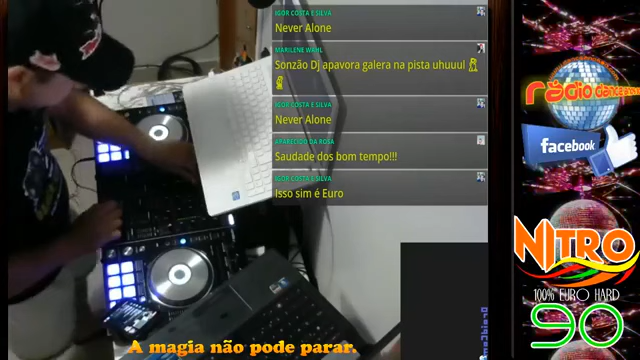 IGOR COSTA E SILVA
Never Alone
MARILENE WAHL
Sonzão Dj apavora galera na pista uhuuul
IGOR COSTA E SILVA
Never Alone
APARECIDO DA ROSA
Saudade dos bom tempo!!!
IGOR COSTA E SILVA
Isso sim é Euro
A magia não pode parar.
rádio
facebook
NITRO
100% EURO HARD
90